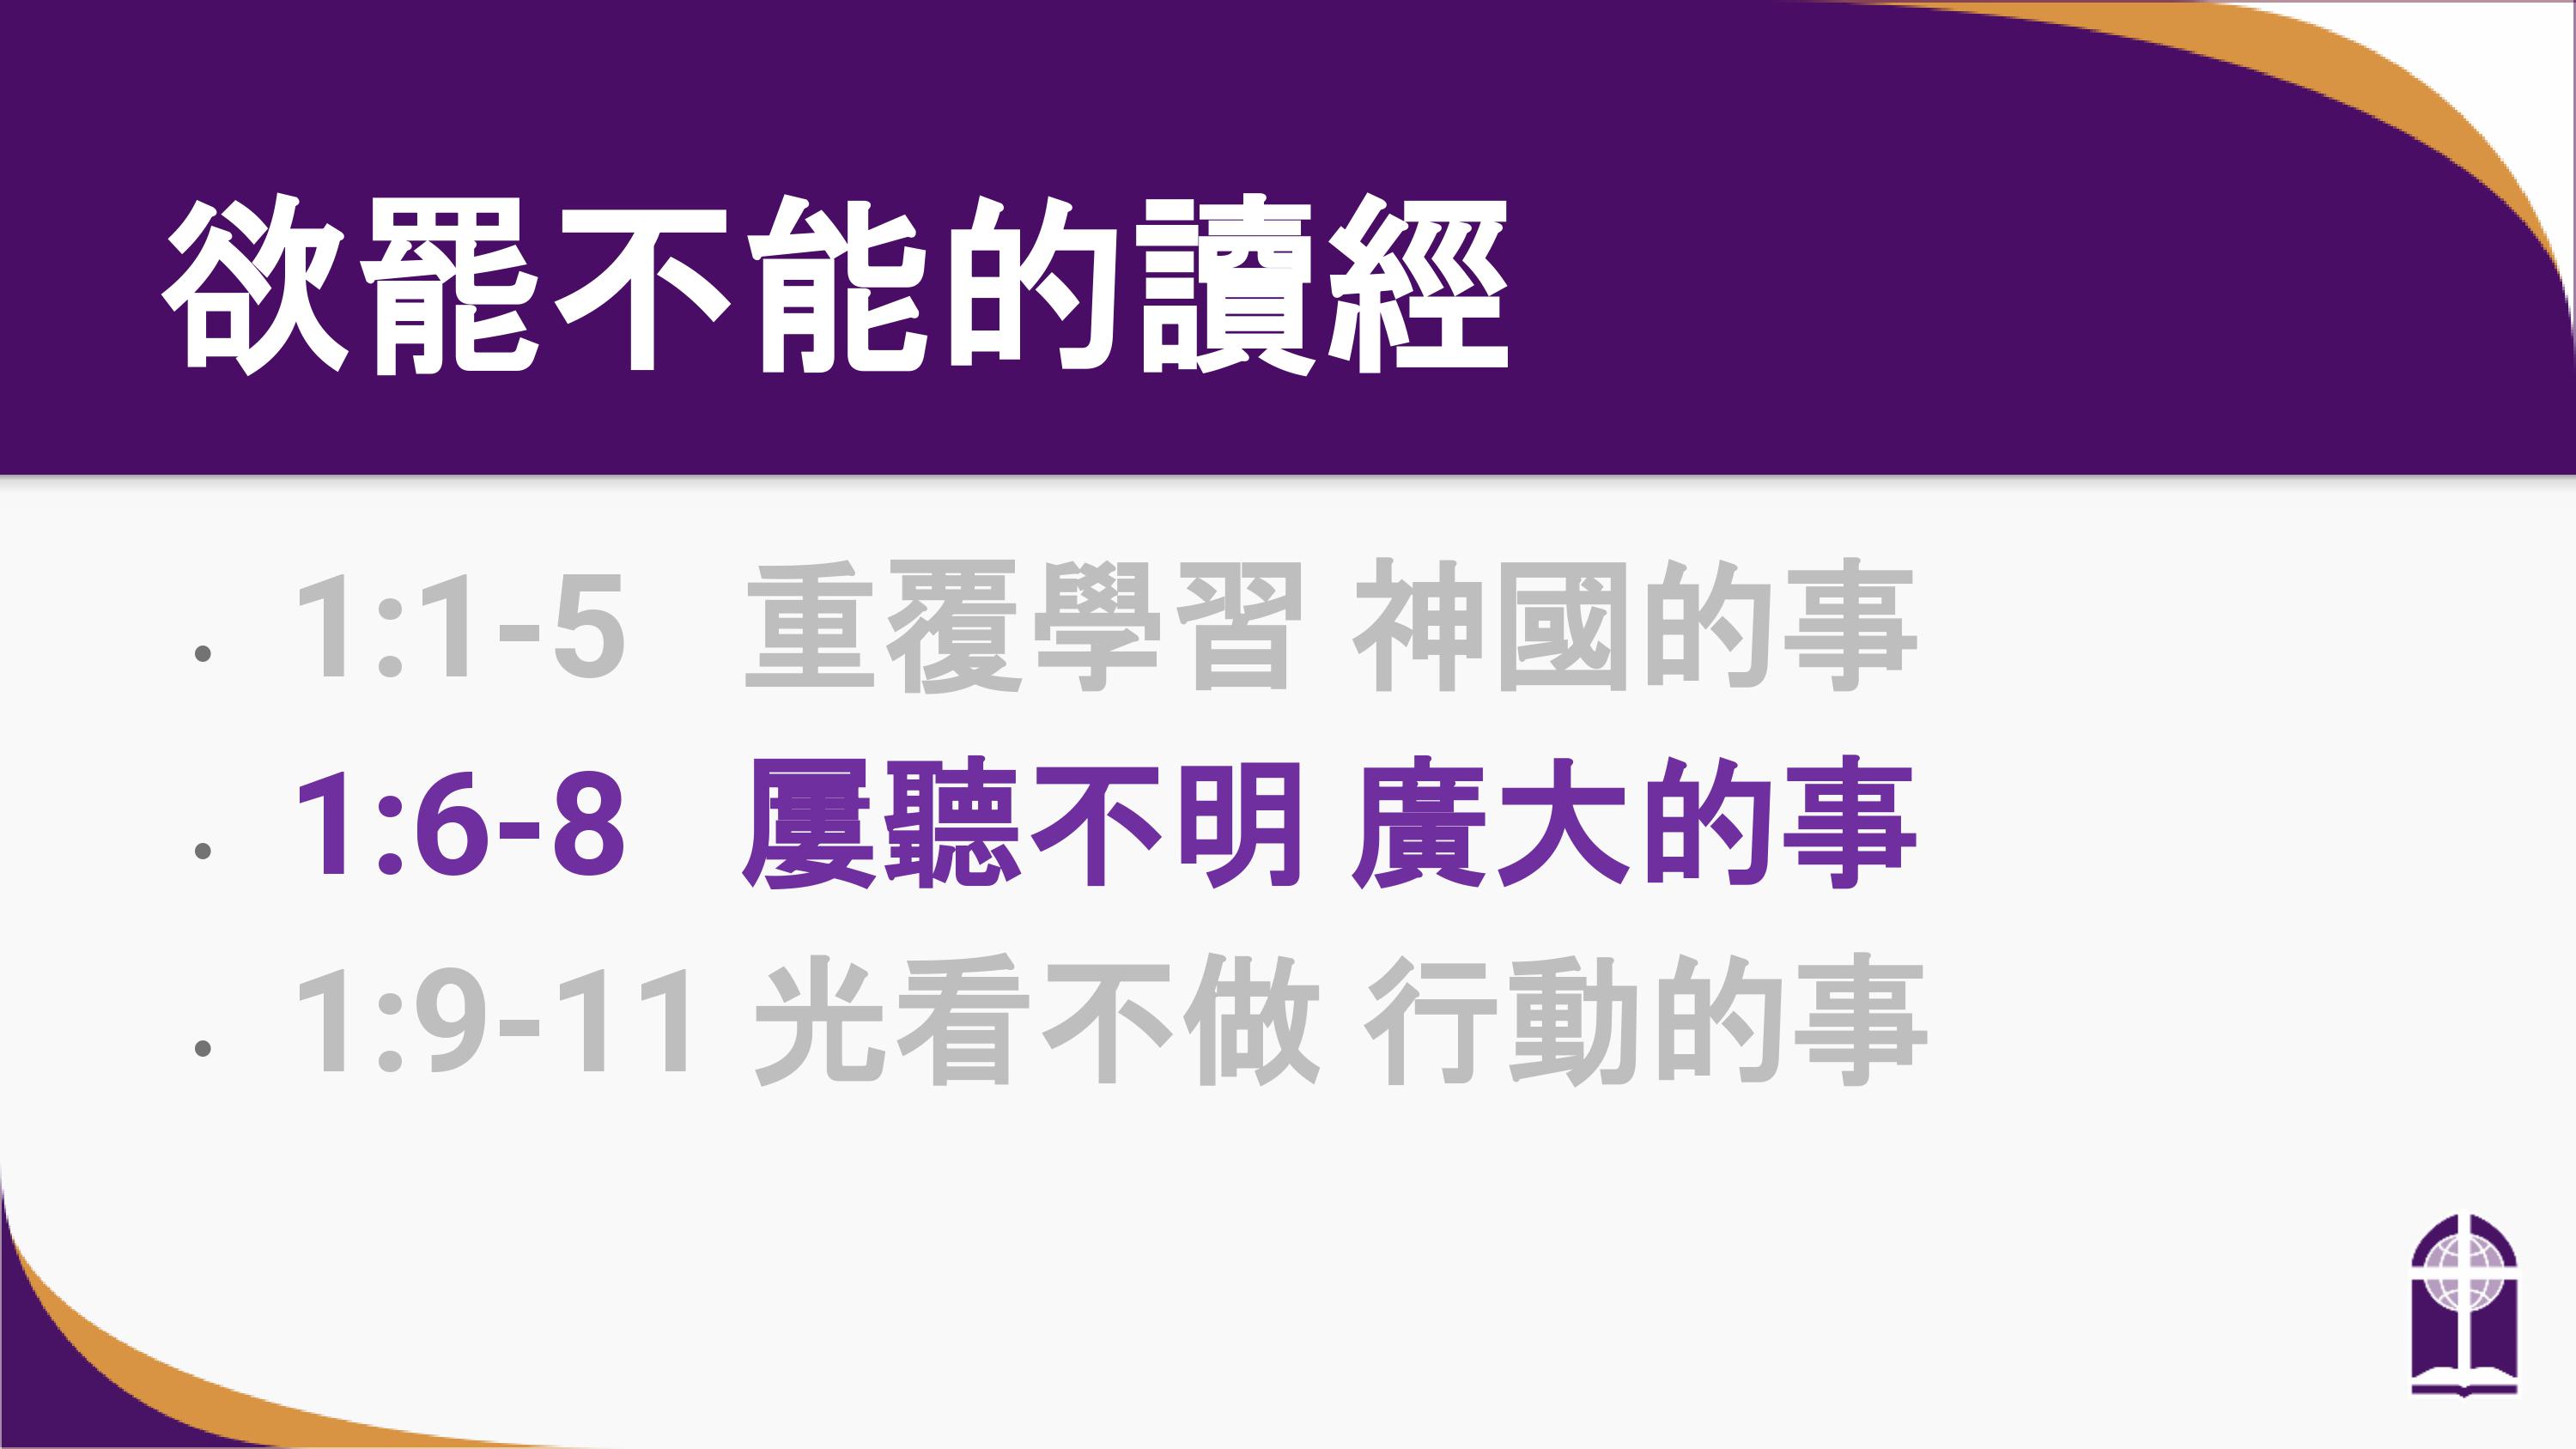 欲罷不能的讀經
• 1:1-5 重覆學習 神國的事
• 1:6-8 屢聽不明 廣大的事
• 1:9-11 光看不做 行動的事